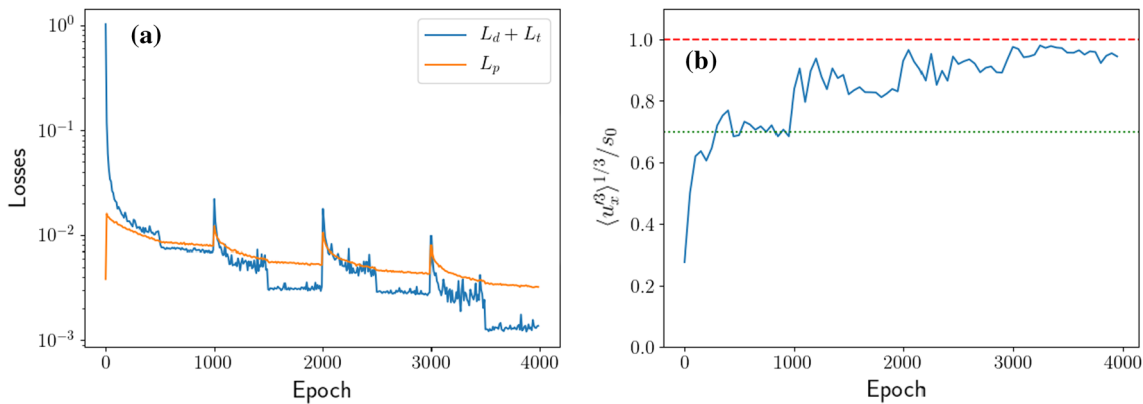 (a)
L_d + L_t
L_p
10^0
10^{-1}
10^{-2}
10^{-3}
Losses
0 1000 2000 3000 4000
Epoch
(b)
1.0
0.8
0.6
0.4
0.2
0.0
⟨u_x'^3⟩^{1/3}/s_0
0 1000 2000 3000 4000
Epoch